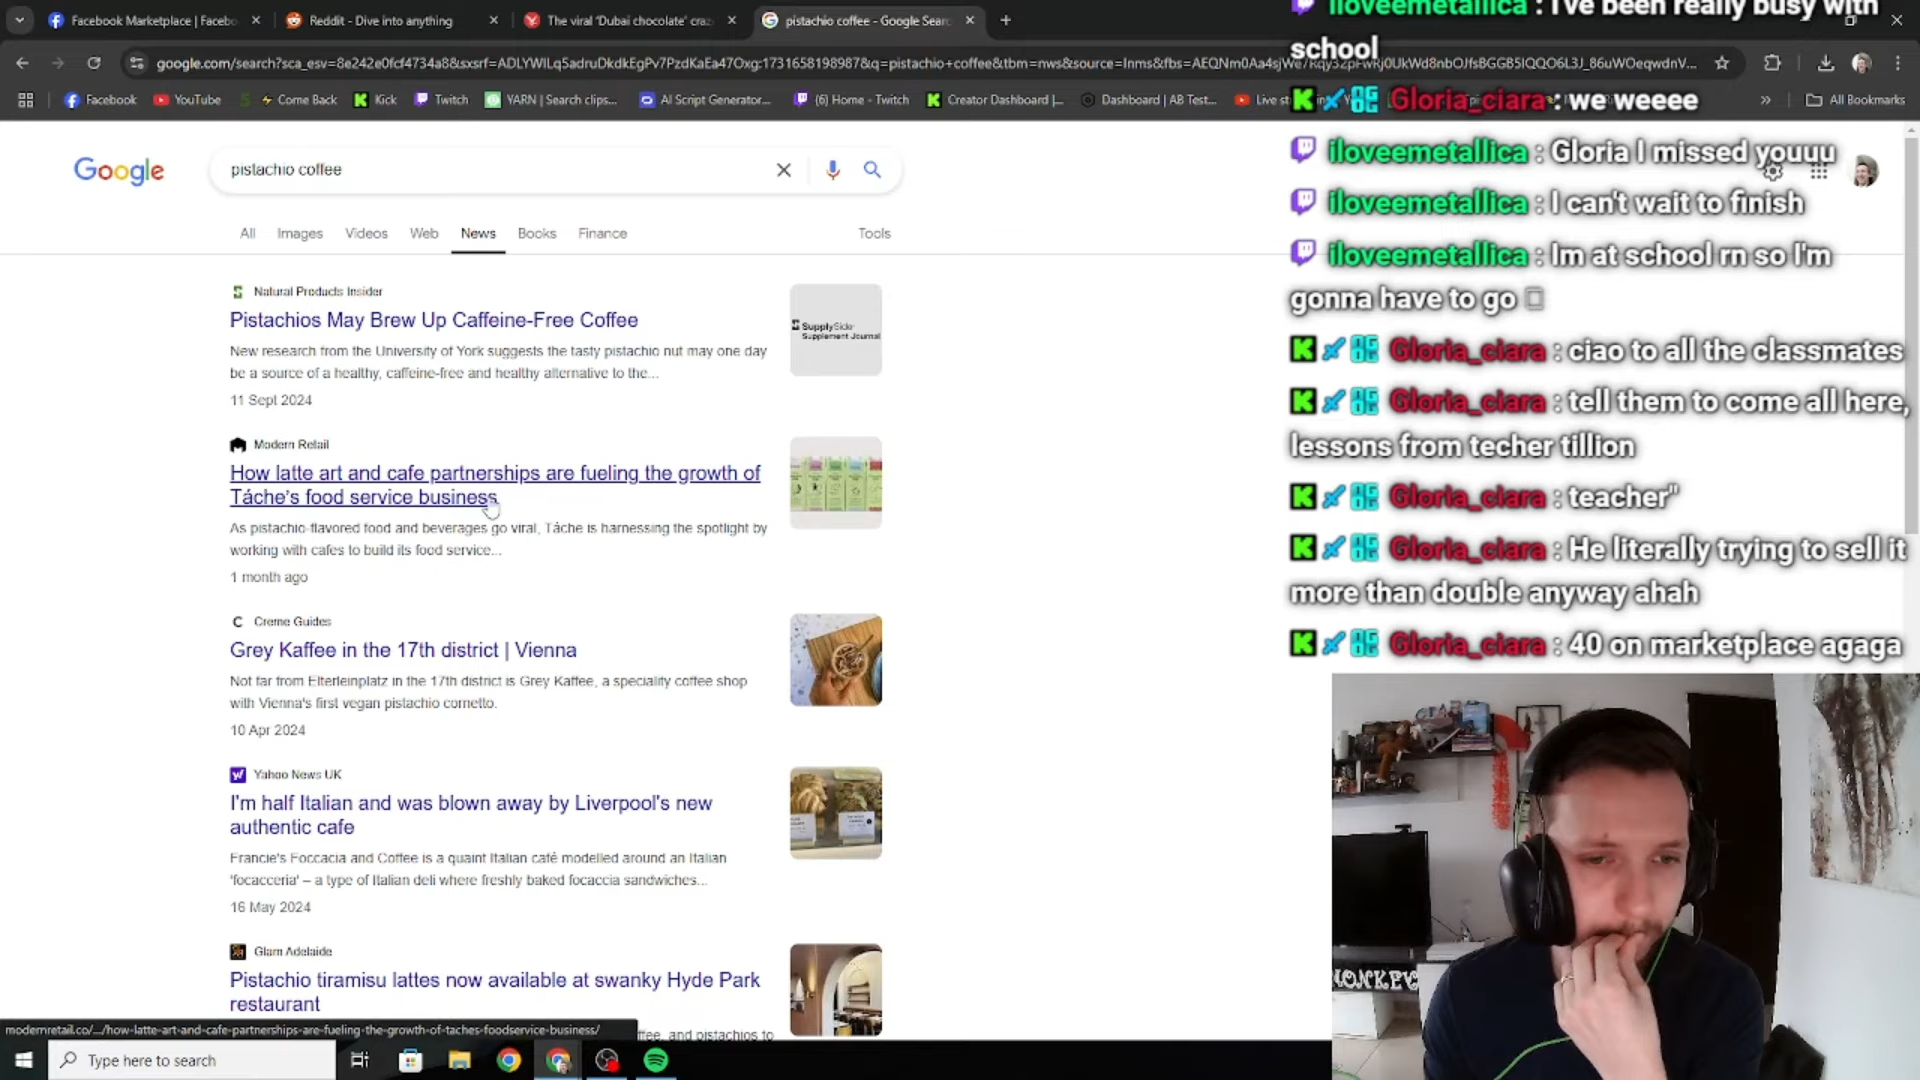 Facebook Marketplace | Facebo
Reddit - Dive into anything
The viral 'Dubai chocolate' craz
pistachio coffee - Google Sear
Facebook
YouTube
Come Back
Kick
Twitch
YARN | Search clips...
AI Script Generator...
(6) Home - Twitch
Creator Dashboard |...
Dashboard | AB Test...
Live st
All Bookmarks
Google
pistachio coffee
All
Images
Videos
Web
News
Books
Finance
Tools
Natural Products Insider
Pistachios May Brew Up Caffeine-Free Coffee
New research from the University of York suggests the tasty pistachio nut may one day
be a source of a healthy, caffeine-free and healthy alternative to the...
11 Sept 2024
SupplySide
Supplement Journal
Modern Retail
How latte art and cafe partnerships are fueling the growth of
Táche's food service business
As pistachio-flavored food and beverages go viral, Táche is harnessing the spotlight by
working with cafes to build its food service...
1 month ago
Creme Guides
Grey Kaffee in the 17th district | Vienna
Not far from Elterleinplatz in the 17th district is Grey Kaffee, a speciality coffee shop
with Vienna's first vegan pistachio cornetto.
10 Apr 2024
Yahoo News UK
I'm half Italian and was blown away by Liverpool's new
authentic cafe
Francie's Foccacia and Coffee is a quaint Italian café modelled around an Italian
'focacceria' – a type of Italian deli where freshly baked focaccia sandwiches...
16 May 2024
Glam Adelaide
Pistachio tiramisu lattes now available at swanky Hyde Park
restaurant
ffee, and pistachios to
modernretail.co/.../how-latte-art-and-cafe-partnerships-are-fueling-the-growth-of-taches-foodservice-business/
Type here to search
iloveemetallica : I've been really busy with
school
Gloria_ciara : we weeee
iloveemetallica : Gloria I missed youuu
iloveemetallica : I can't wait to finish
iloveemetallica : Im at school rn so I'm
gonna have to go
Gloria_ciara : ciao to all the classmates
Gloria_ciara : tell them to come all here,
lessons from techer tillion
Gloria_ciara : teacher"
Gloria_ciara : He literally trying to sell it
more than double anyway ahah
Gloria_ciara : 40 on marketplace agaga
MONKEY